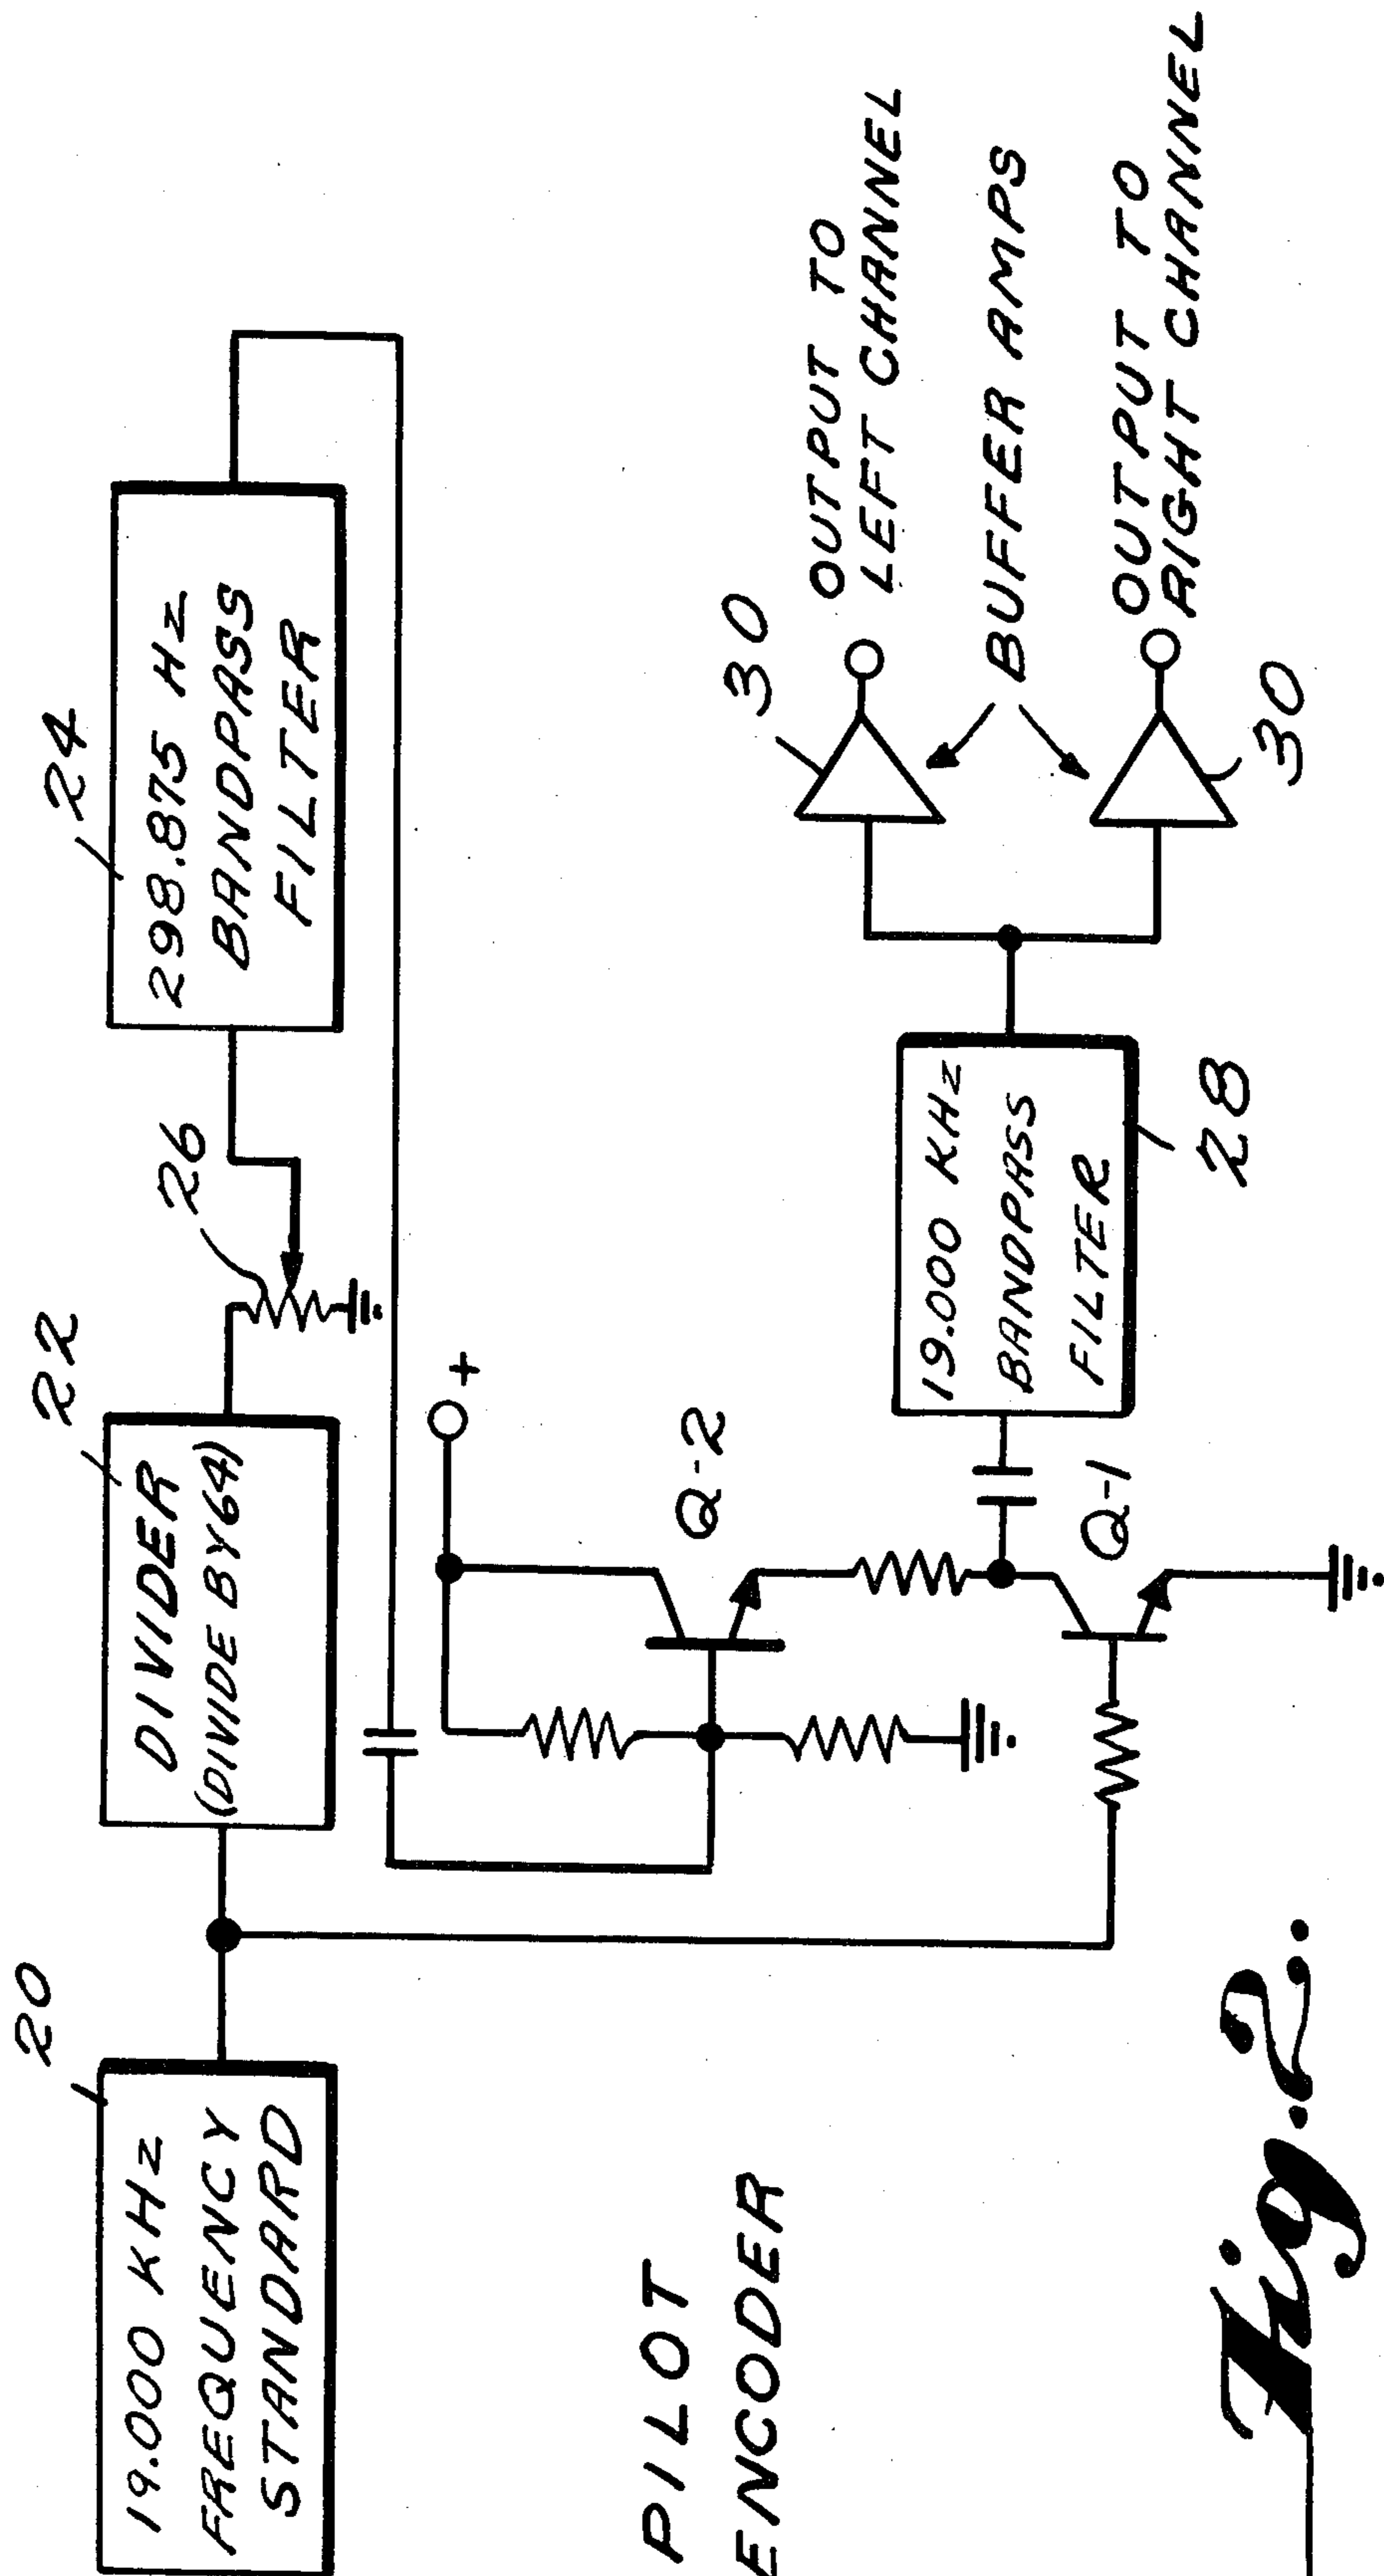 20
19.000 KHz
FREQUENCY
STANDARD
22
DIVIDER
(DIVIDE BY 64)
26
24
298.875 Hz
BANDPASS
FILTER
+
Q-2
Q-1
19.000 KHz
BANDPASS
FILTER
28
30
OUTPUT TO
LEFT CHANNEL
BUFFER AMPS
30
OUTPUT TO
RIGHT CHANNEL
PILOT
ENCODER
Fig. 2.